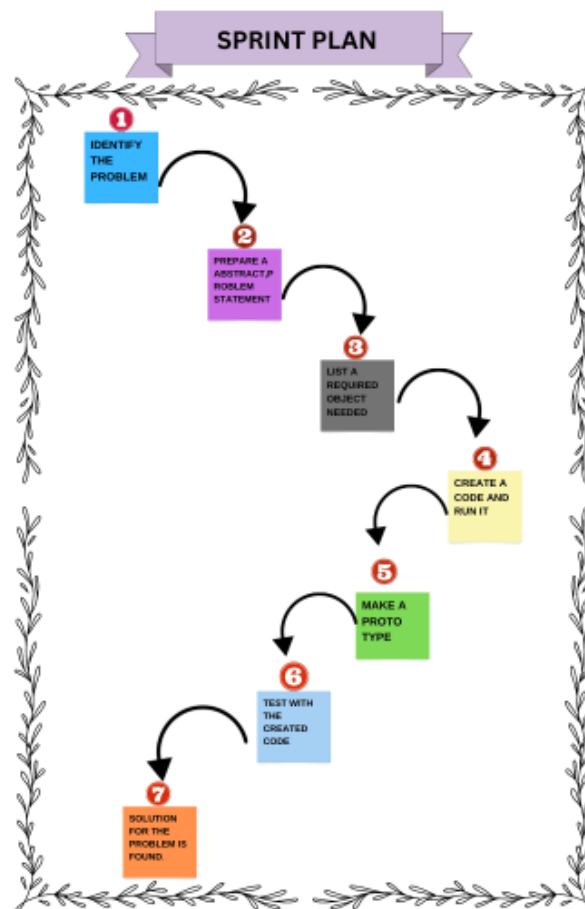 SPRINT PLAN
1
IDENTIFY
THE
PROBLEM
2
PREPARE A
ABSTRACT,P
ROBLEM
STATEMENT
3
LIST A
REQUIRED
OBJECT
NEEDED
4
CREATE A
CODE AND
RUN IT
5
MAKE A
PROTO
TYPE
6
TEST WITH
THE
CREATED
CODE
7
SOLUTION
FOR THE
PROBLEM IS
FOUND.